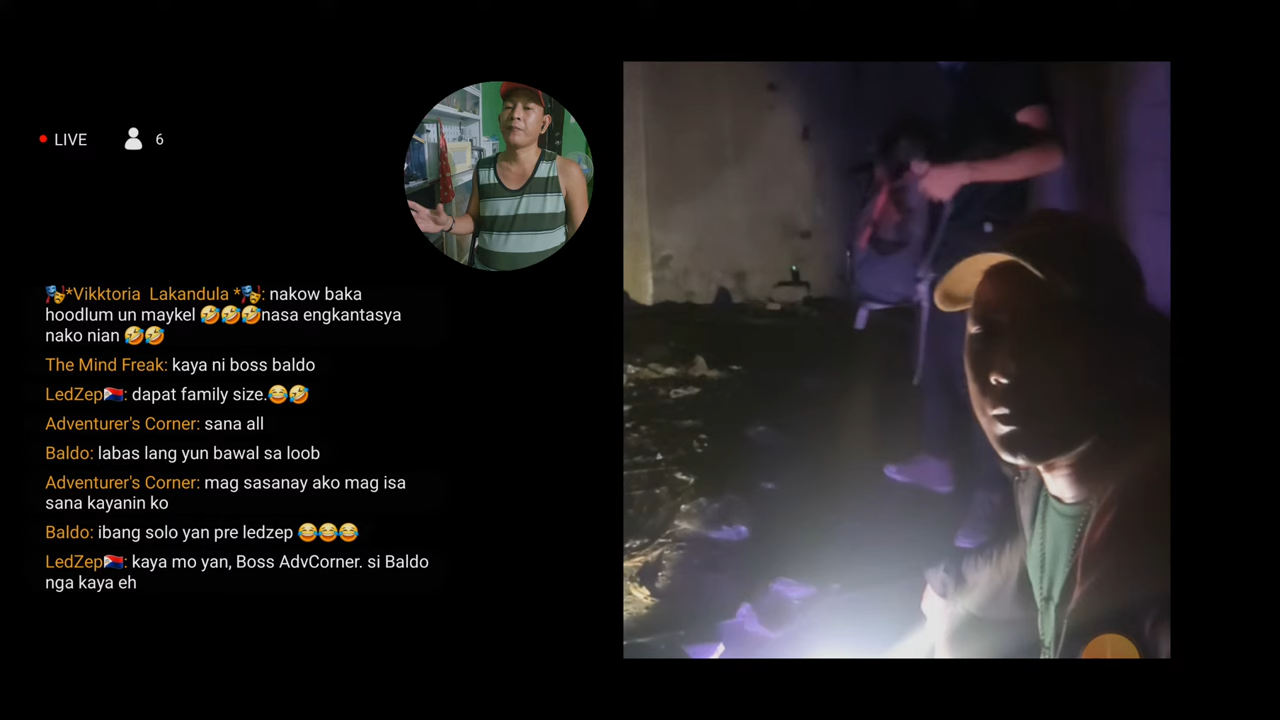 LIVE 6
🎭*Vikktoria Lakandula *🎭: nakow baka
hoodlum un maykel 🤣🤣🤣nasa engkantasya
nako nian 🤣🤣
The Mind Freak: kaya ni boss baldo
LedZep🇵🇭: dapat family size.😂🤣
Adventurer's Corner: sana all
Baldo: labas lang yun bawal sa loob
Adventurer's Corner: mag sasanay ako mag isa
sana kayanin ko
Baldo: ibang solo yan pre ledzep 😂😂😂
LedZep🇵🇭: kaya mo yan, Boss AdvCorner. si Baldo
nga kaya eh